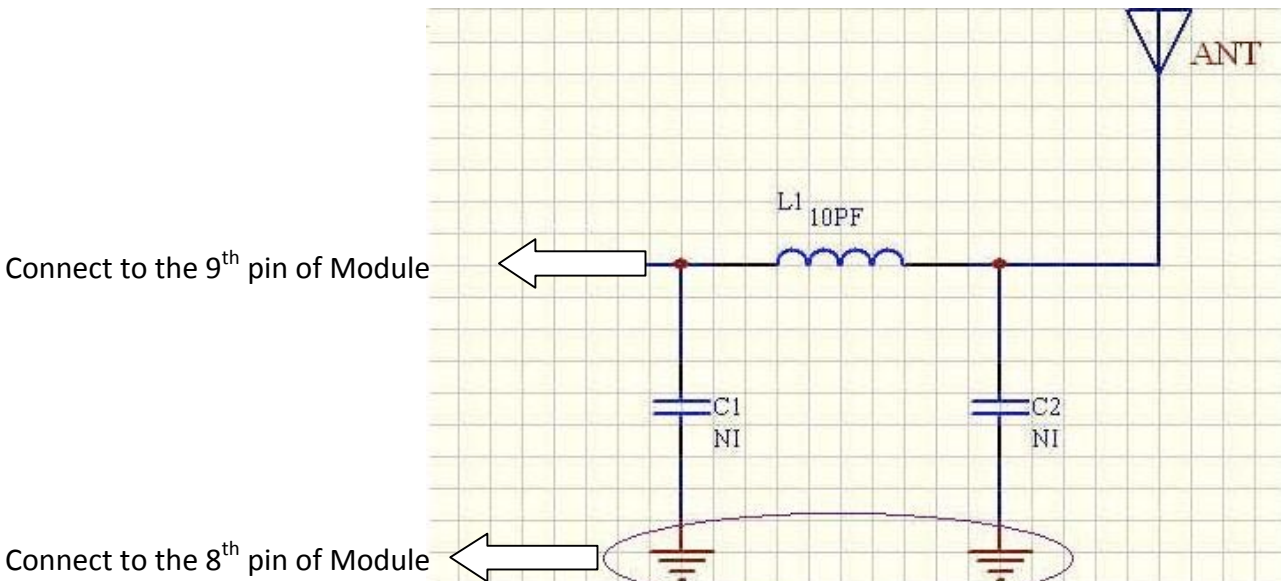 ANT
L1
10PF
Connect to the 9th pin of Module
C1
C2
NI
NI
Connect to the 8th pin of Module